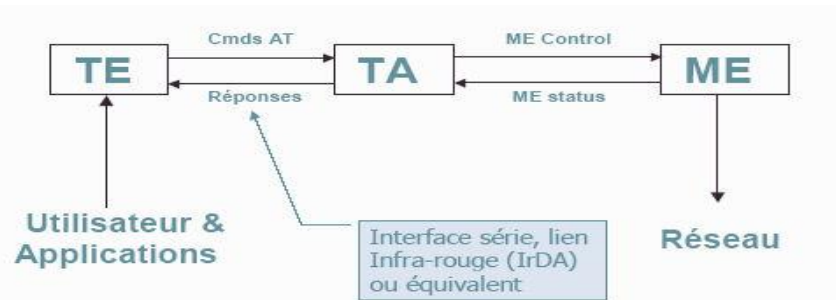 Cmds AT
ME Control
TE
TA
ME
Réponses
ME status
Utilisateur &
Applications
Interface série, lien
Infra-rouge (IrDA)
ou équivalent
Réseau